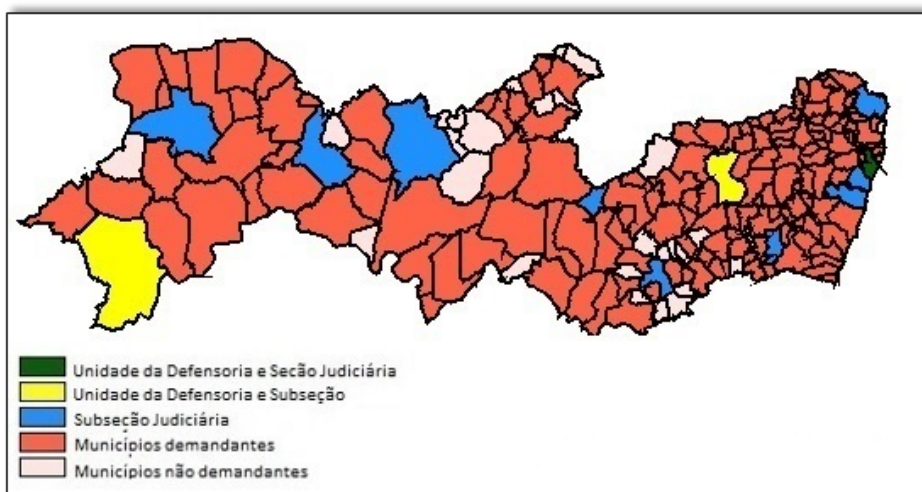 Unidade da Defensoria e Secão Judiciária
Unidade da Defensoria e Subseção
Subseção Judiciária
Municípios demandantes
Municípios não demandantes